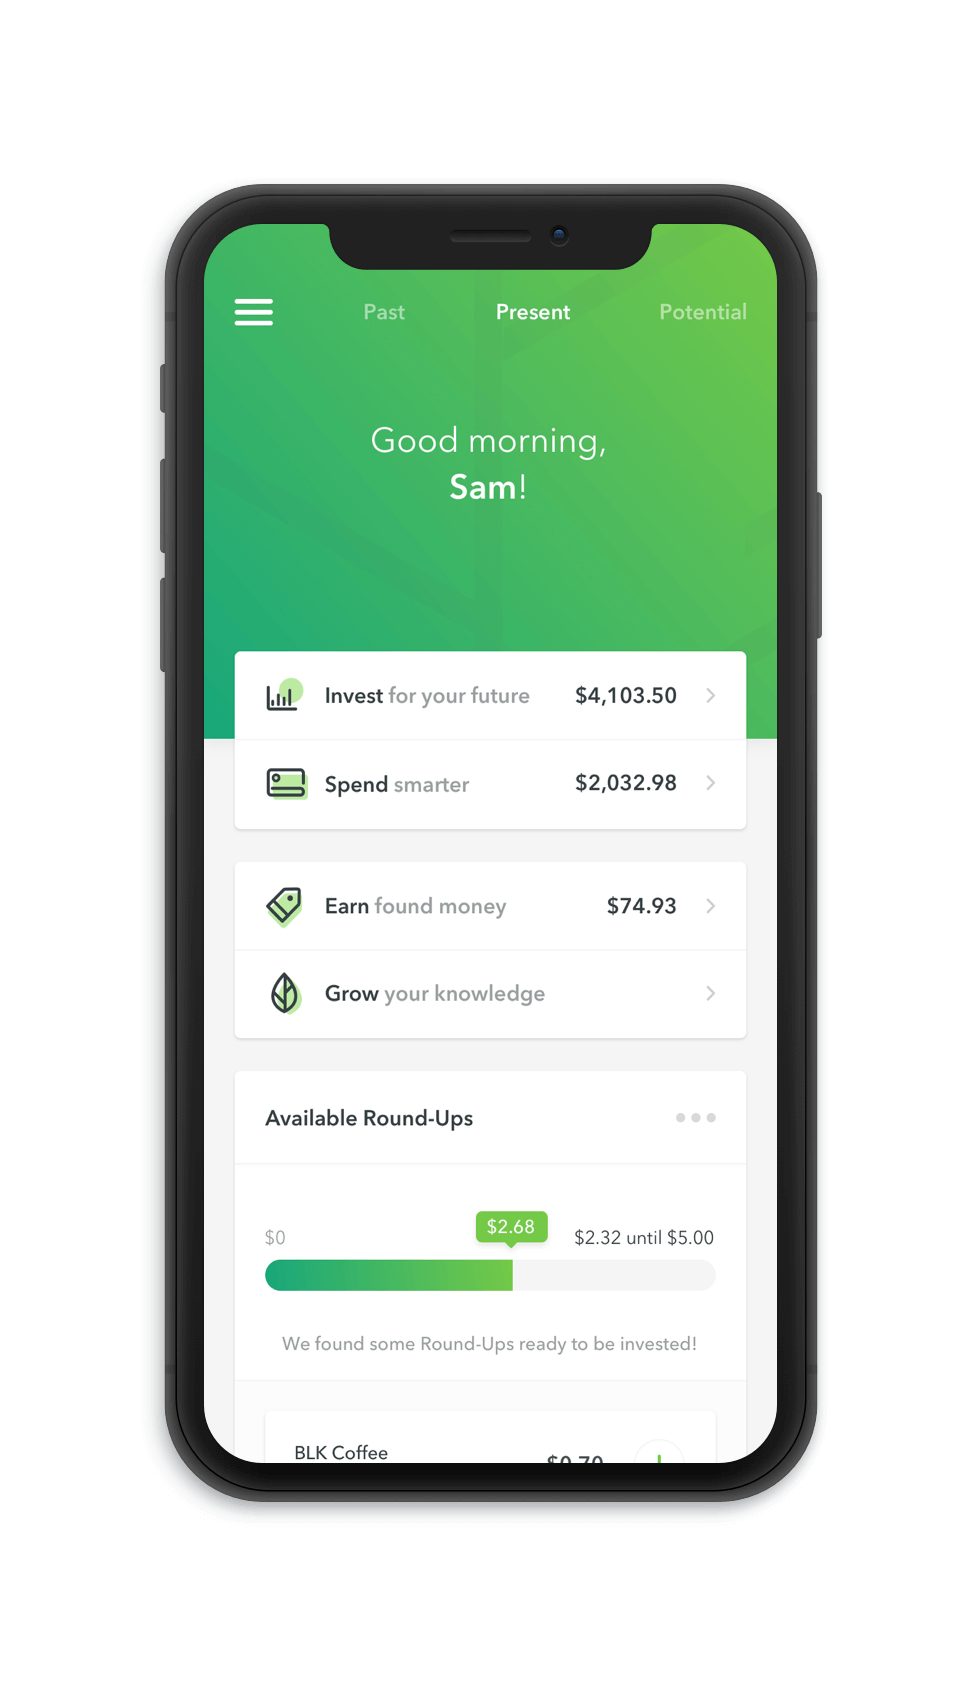 Past Present Potential
Good morning,
Sam!
Invest for your future $4,103.50
Spend smarter $2,032.98
Earn found money $74.93
Grow your knowledge
Available Round-Ups
$2.68
$0 $2.32 until $5.00
We found some Round-Ups ready to be invested!
BLK Coffee
$0.70